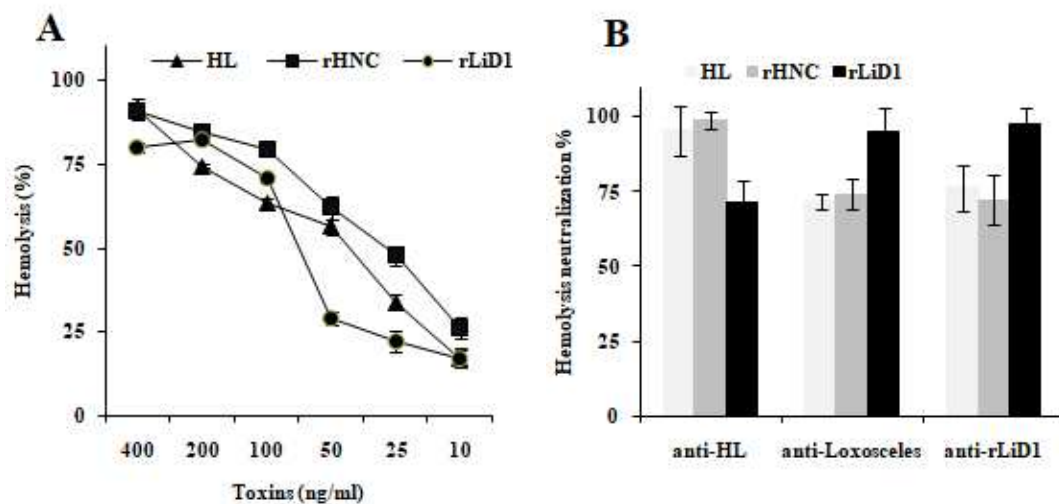 A
HL rHNC rLiD1
100
75
50
25
0
Hemolysis (%)
400 200 100 50 25 10
Toxins (ng/ml)
B
HL rHNC rLiD1
100
75
50
25
0
Hemolysis neutralization %
anti-HL anti-Loxosceles anti-rLiD1